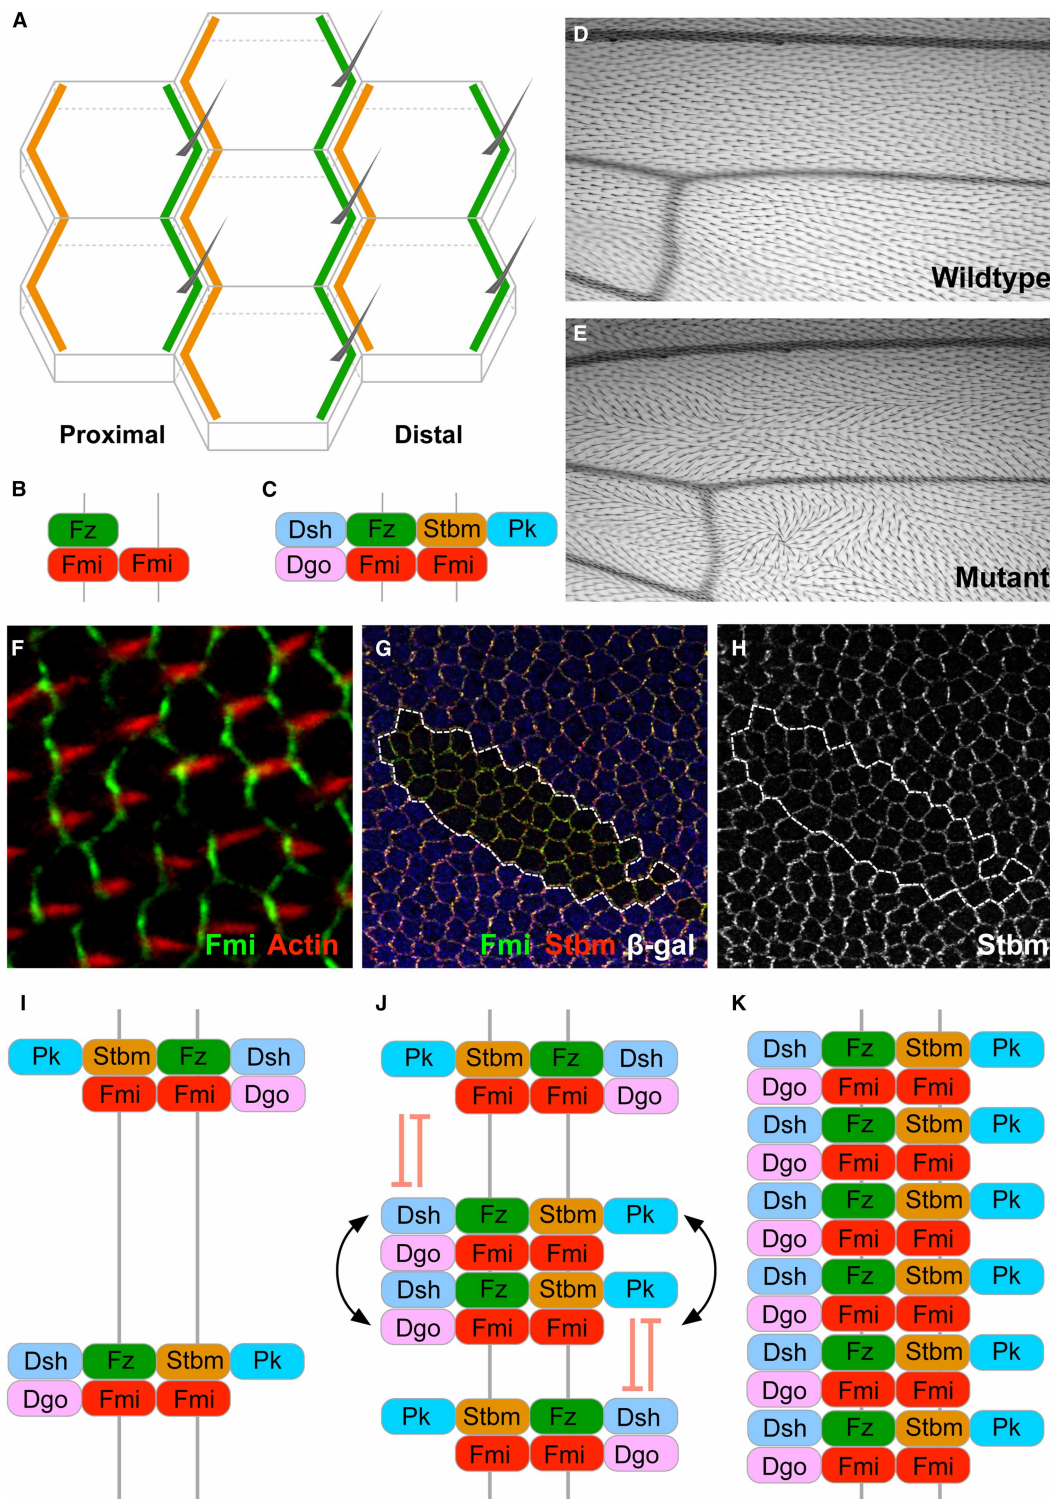 A
Proximal
Distal
B
Fz
Fmi Fmi
C
Dsh Fz Stbm Pk
Dgo Fmi Fmi
D
Wildtype
E
Mutant
F
Fmi Actin
G
Fmi Stbm β-gal
H
Stbm
I
Pk Stbm Fz Dsh
Fmi Fmi Dgo
Dsh Fz Stbm Pk
Dgo Fmi Fmi
J
Pk Stbm Fz Dsh
Fmi Fmi Dgo
Dsh Fz Stbm Pk
Dgo Fmi Fmi
Dsh Fz Stbm Pk
Dgo Fmi Fmi
Pk Stbm Fz Dsh
Fmi Fmi Dgo
K
Dsh Fz Stbm Pk
Dgo Fmi Fmi
Dsh Fz Stbm Pk
Dgo Fmi Fmi
Dsh Fz Stbm Pk
Dgo Fmi Fmi
Dsh Fz Stbm Pk
Dgo Fmi Fmi
Dsh Fz Stbm Pk
Dgo Fmi Fmi
Dsh Fz Stbm Pk
Dgo Fmi Fmi